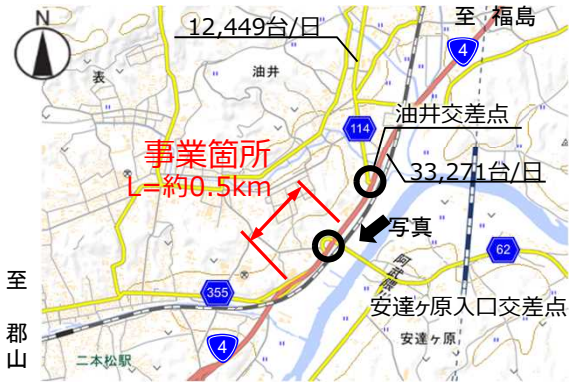 N
12,449台/日
至 福島
4
表
油井
114
油井交差点
事業箇所
L=約0.5km
33,271台/日
写真
62
阿武隈
至
355
安達ヶ原入口交差点
郡
山
4
安達ヶ原
二本松駅